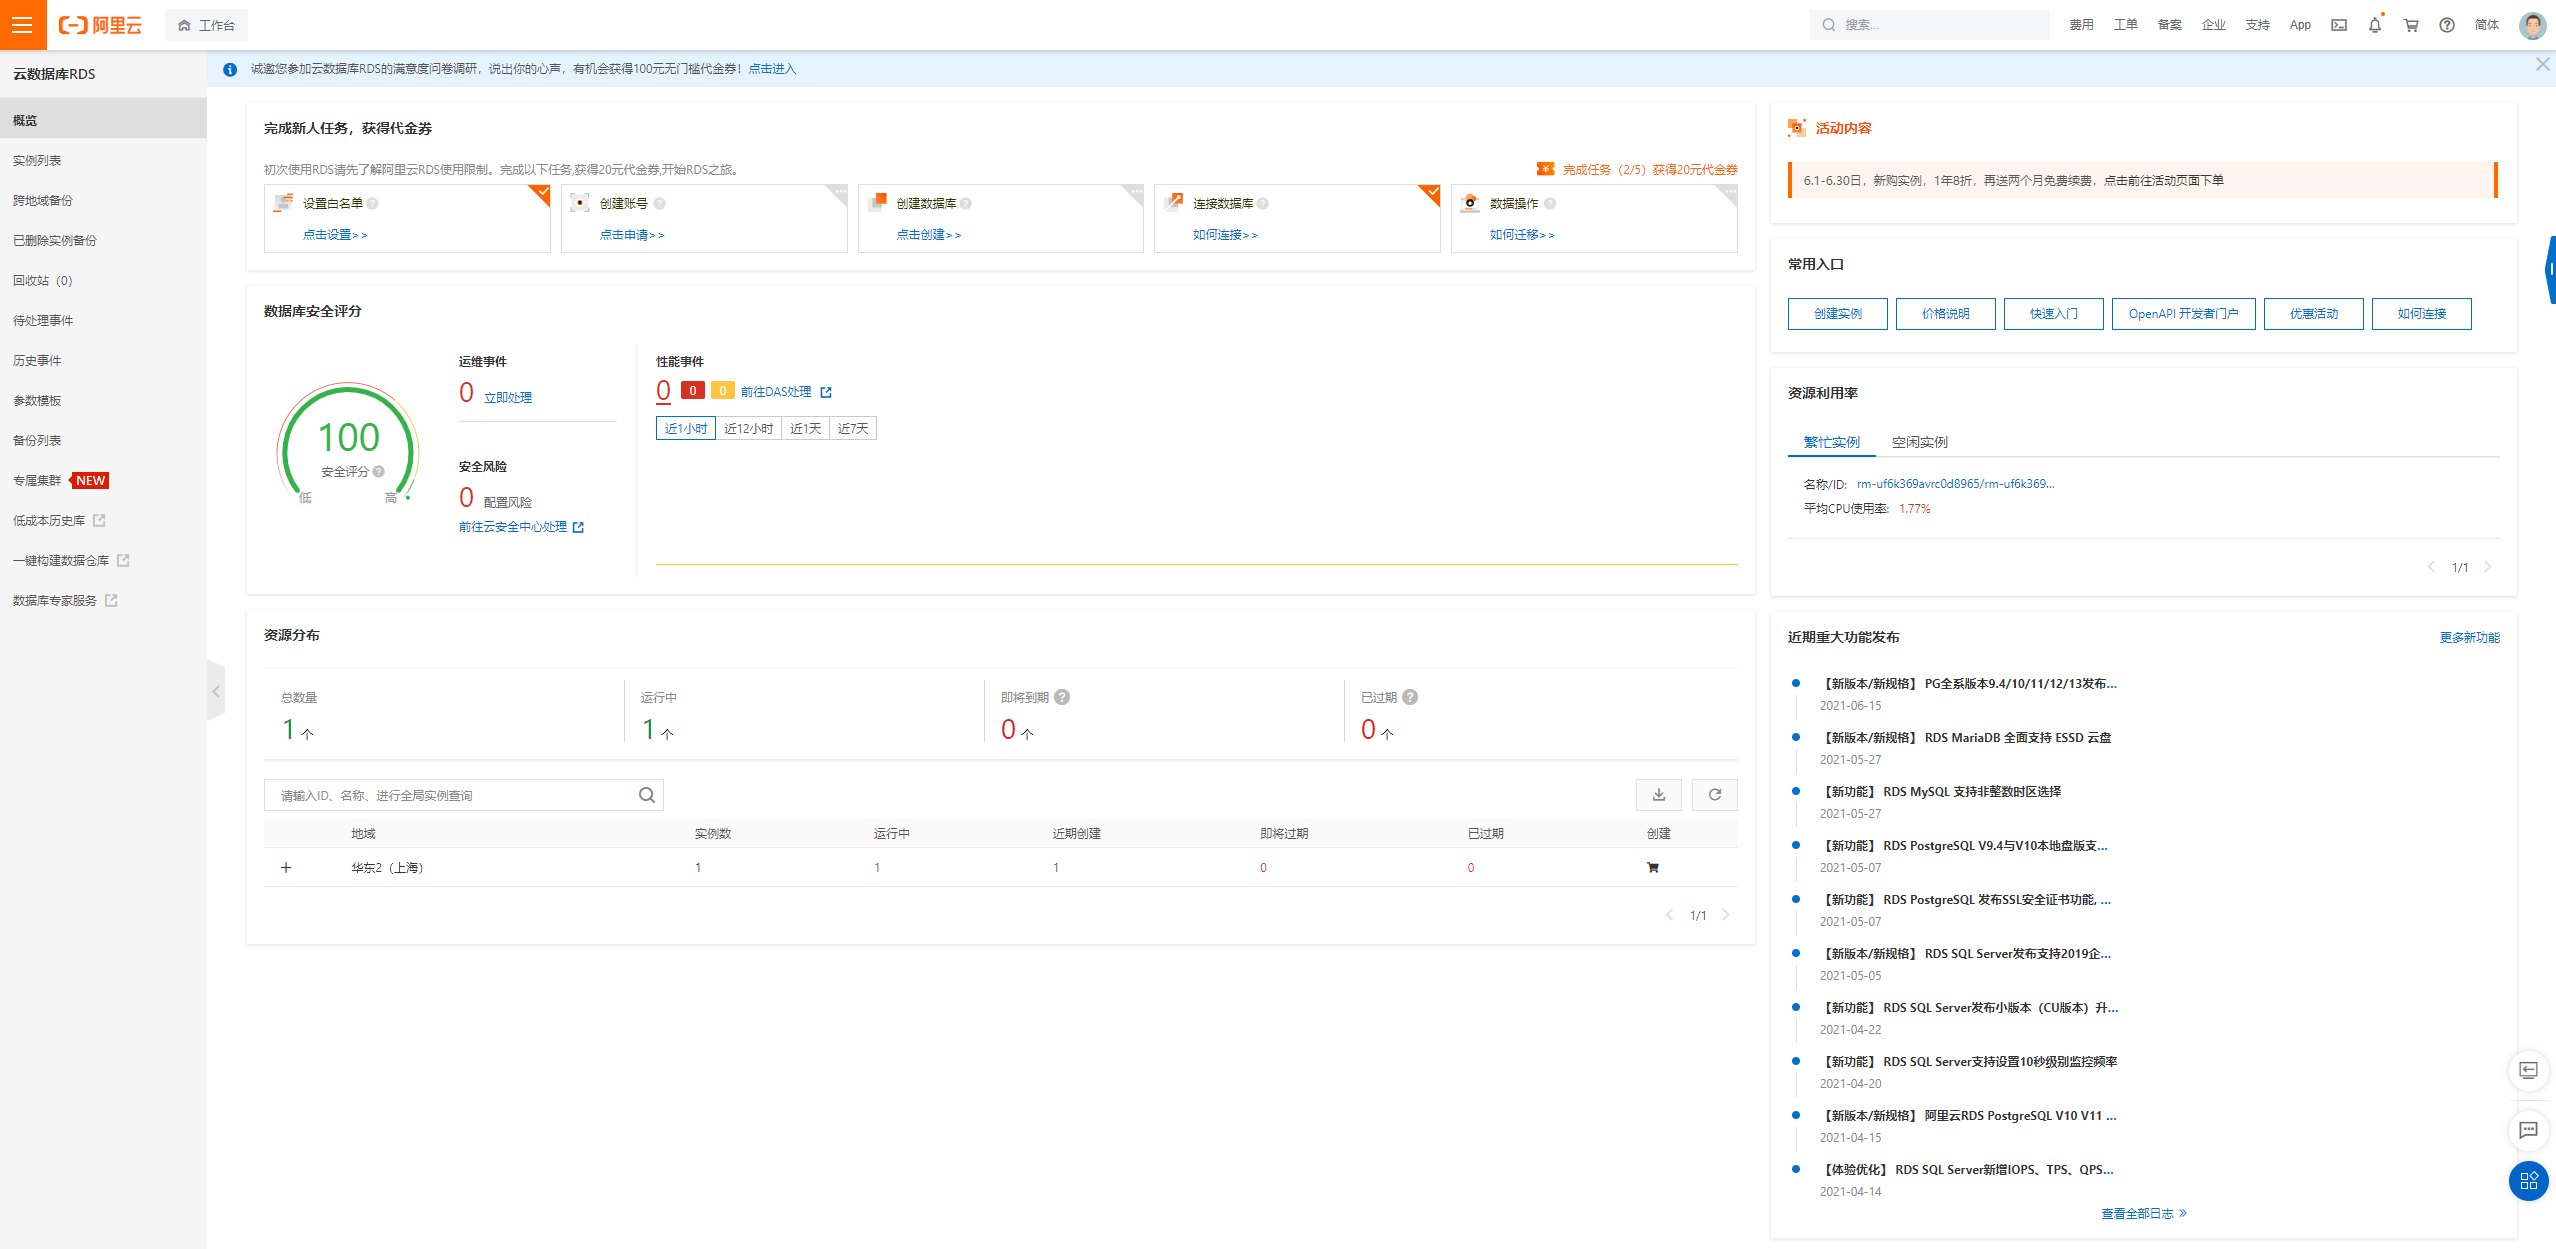 阿里云
工作台
搜索...
费用 工单 备案 企业 支持 App 简体
云数据库RDS
概览
实例列表
跨地域备份
已删除实例备份
回收站（0）
待处理事件
历史事件
参数模板
备份列表
专属集群 NEW
低成本历史库
一键构建数据仓库
数据库专家服务
诚邀您参加云数据库RDS的满意度问卷调研，说出你的心声，有机会获得100元无门槛代金券！点击进入
完成新人任务，获得代金券
初次使用RDS请先了解阿里云RDS使用限制。完成以下任务,获得20元代金券,开始RDS之旅。
完成任务（2/5）获得20元代金券
设置白名单
点击设置>>
创建账号
点击申请>>
创建数据库
点击创建>>
连接数据库
如何连接>>
数据操作
如何迁移>>
数据库安全评分
100
安全评分
低 高
运维事件
0 立即处理
安全风险
0 配置风险
前往云安全中心处理
性能事件
0 0 0 前往DAS处理
近1小时 近12小时 近1天 近7天
资源分布
总数量
1 个
运行中
1 个
即将到期
0 个
已过期
0 个
请输入ID、名称、进行全局实例查询
地域 实例数 运行中 近期创建 即将过期 已过期 创建
华东2（上海） 1 1 1 0 0
1/1
活动内容
6.1-6.30日，新购实例，1年8折，再送两个月免费续费，点击前往活动页面下单
常用入口
创建实例 价格说明 快速入门 OpenAPI 开发者门户 优惠活动 如何连接
资源利用率
繁忙实例 空闲实例
名称/ID: rm-uf6k369avrc0d8965/rm-uf6k369...
平均CPU使用率: 1.77%
1/1
近期重大功能发布 更多新功能
【新版本/新规格】 PG全系版本9.4/10/11/12/13发布...
2021-06-15
【新版本/新规格】 RDS MariaDB 全面支持 ESSD 云盘
2021-05-27
【新功能】 RDS MySQL 支持非整数时区选择
2021-05-27
【新功能】 RDS PostgreSQL V9.4与V10本地盘版支...
2021-05-07
【新功能】 RDS PostgreSQL 发布SSL安全证书功能, ...
2021-05-07
【新版本/新规格】 RDS SQL Server发布支持2019企...
2021-05-05
【新功能】 RDS SQL Server发布小版本（CU版本）升...
2021-04-22
【新功能】 RDS SQL Server支持设置10秒级别监控频率
2021-04-20
【新版本/新规格】 阿里云RDS PostgreSQL V10 V11 ...
2021-04-15
【体验优化】 RDS SQL Server新增IOPS、TPS、QPS...
2021-04-14
查看全部日志 »